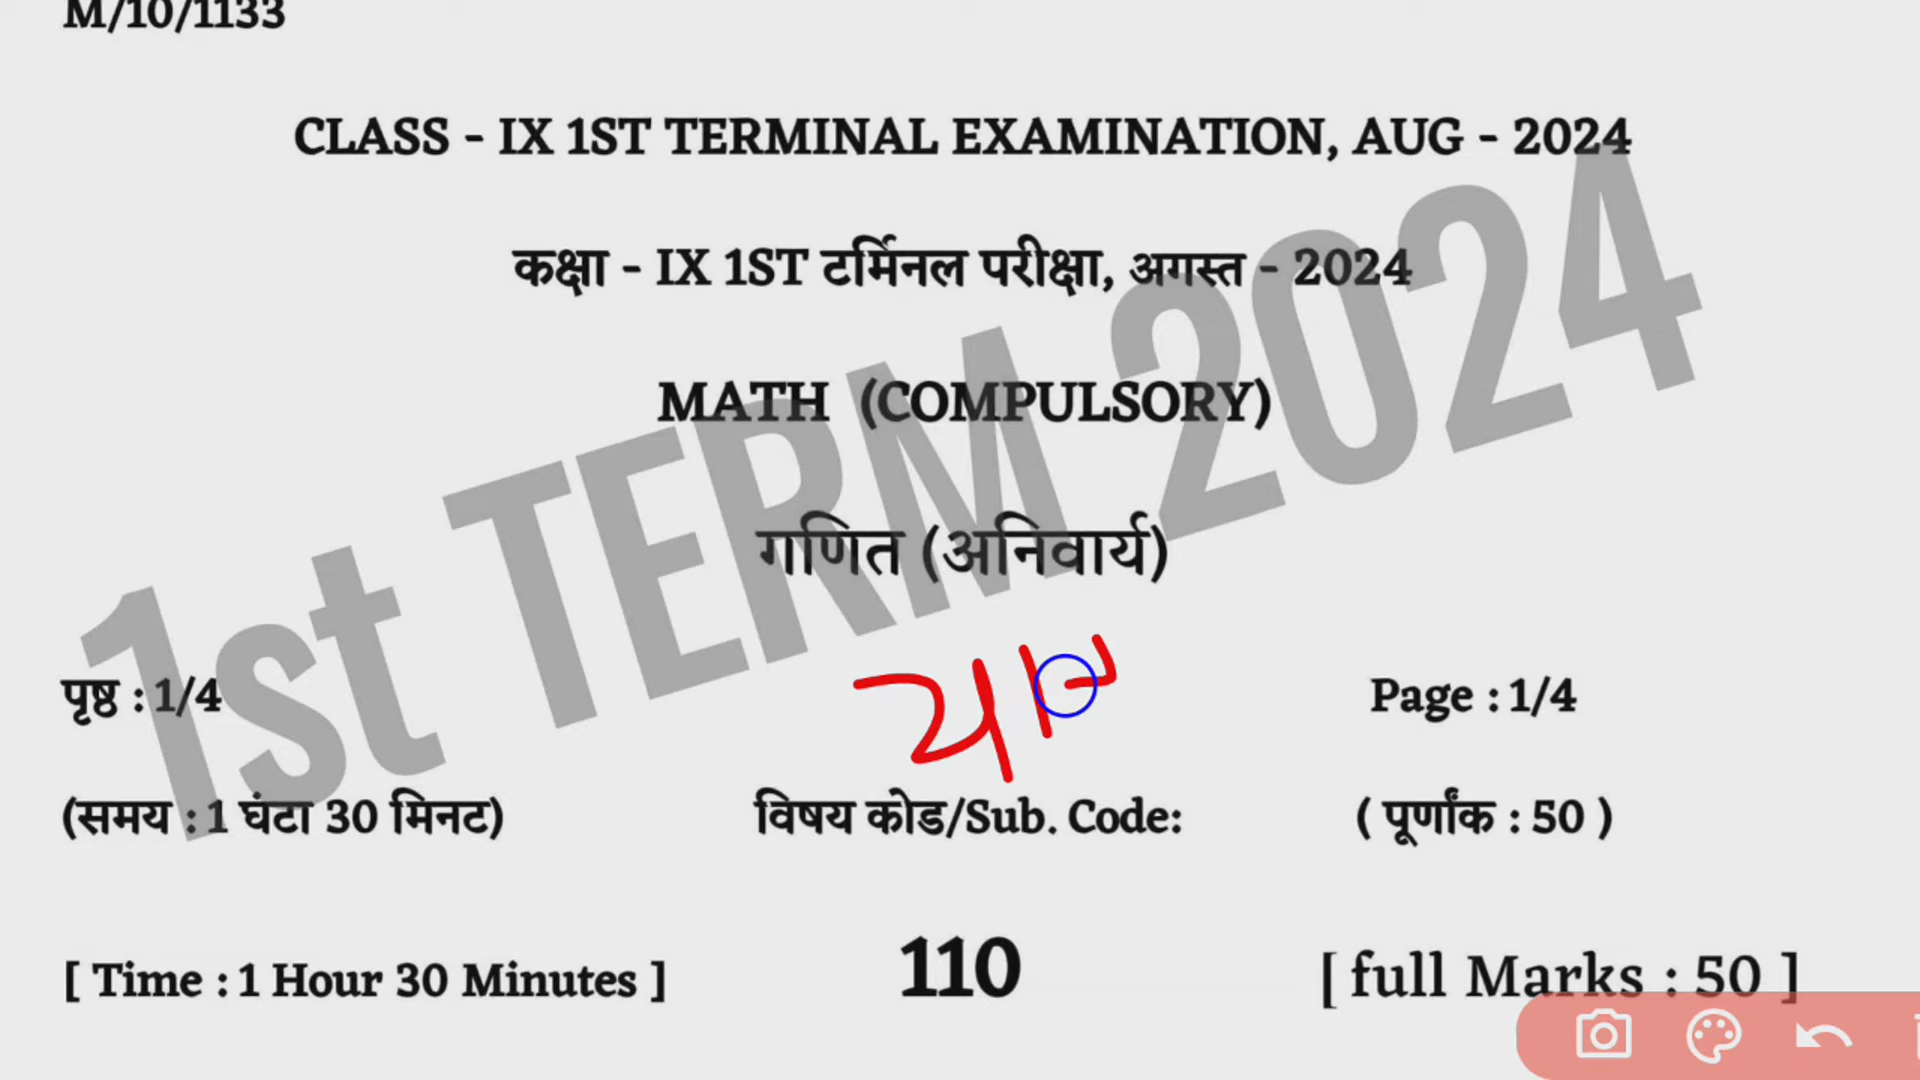 M/10/1133
CLASS - IX 1ST TERMINAL EXAMINATION, AUG - 2024
कक्षा - IX 1ST टर्मिनल परीक्षा, अगस्त - 2024
MATH (COMPULSORY)
गणित (अनिवार्य)
1st TERM 2024
पृष्ठ : 1/4
Page : 1/4
(समय : 1 घंटा 30 मिनट)
विषय कोड/Sub. Code:
( पूर्णांक : 50 )
[ Time : 1 Hour 30 Minutes ]
110
[ full Marks : 50 ]